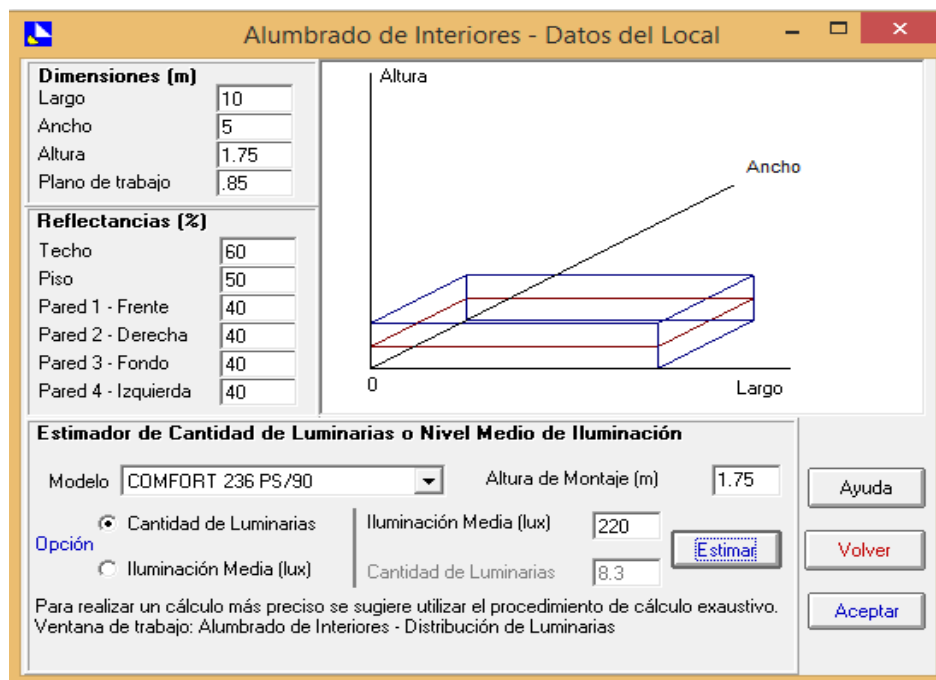 Alumbrado de Interiores - Datos del Local
Dimensiones (m)
Largo 10
Ancho 5
Altura 1.75
Plano de trabajo .85
Reflectancias (%)
Techo 60
Piso 50
Pared 1 - Frente 40
Pared 2 - Derecha 40
Pared 3 - Fondo 40
Pared 4 - Izquierda 40
Altura
Ancho
0
Largo
Estimador de Cantidad de Luminarias o Nivel Medio de Iluminación
Modelo COMFORT 236 PS/90 Altura de Montaje (m) 1.75
Opción
Cantidad de Luminarias
Iluminación Media (lux)
Iluminación Media (lux) 220
Cantidad de Luminarias 8.3
Estimar
Para realizar un cálculo más preciso se sugiere utilizar el procedimiento de cálculo exaustivo.
Ventana de trabajo: Alumbrado de Interiores - Distribución de Luminarias
Ayuda
Volver
Aceptar